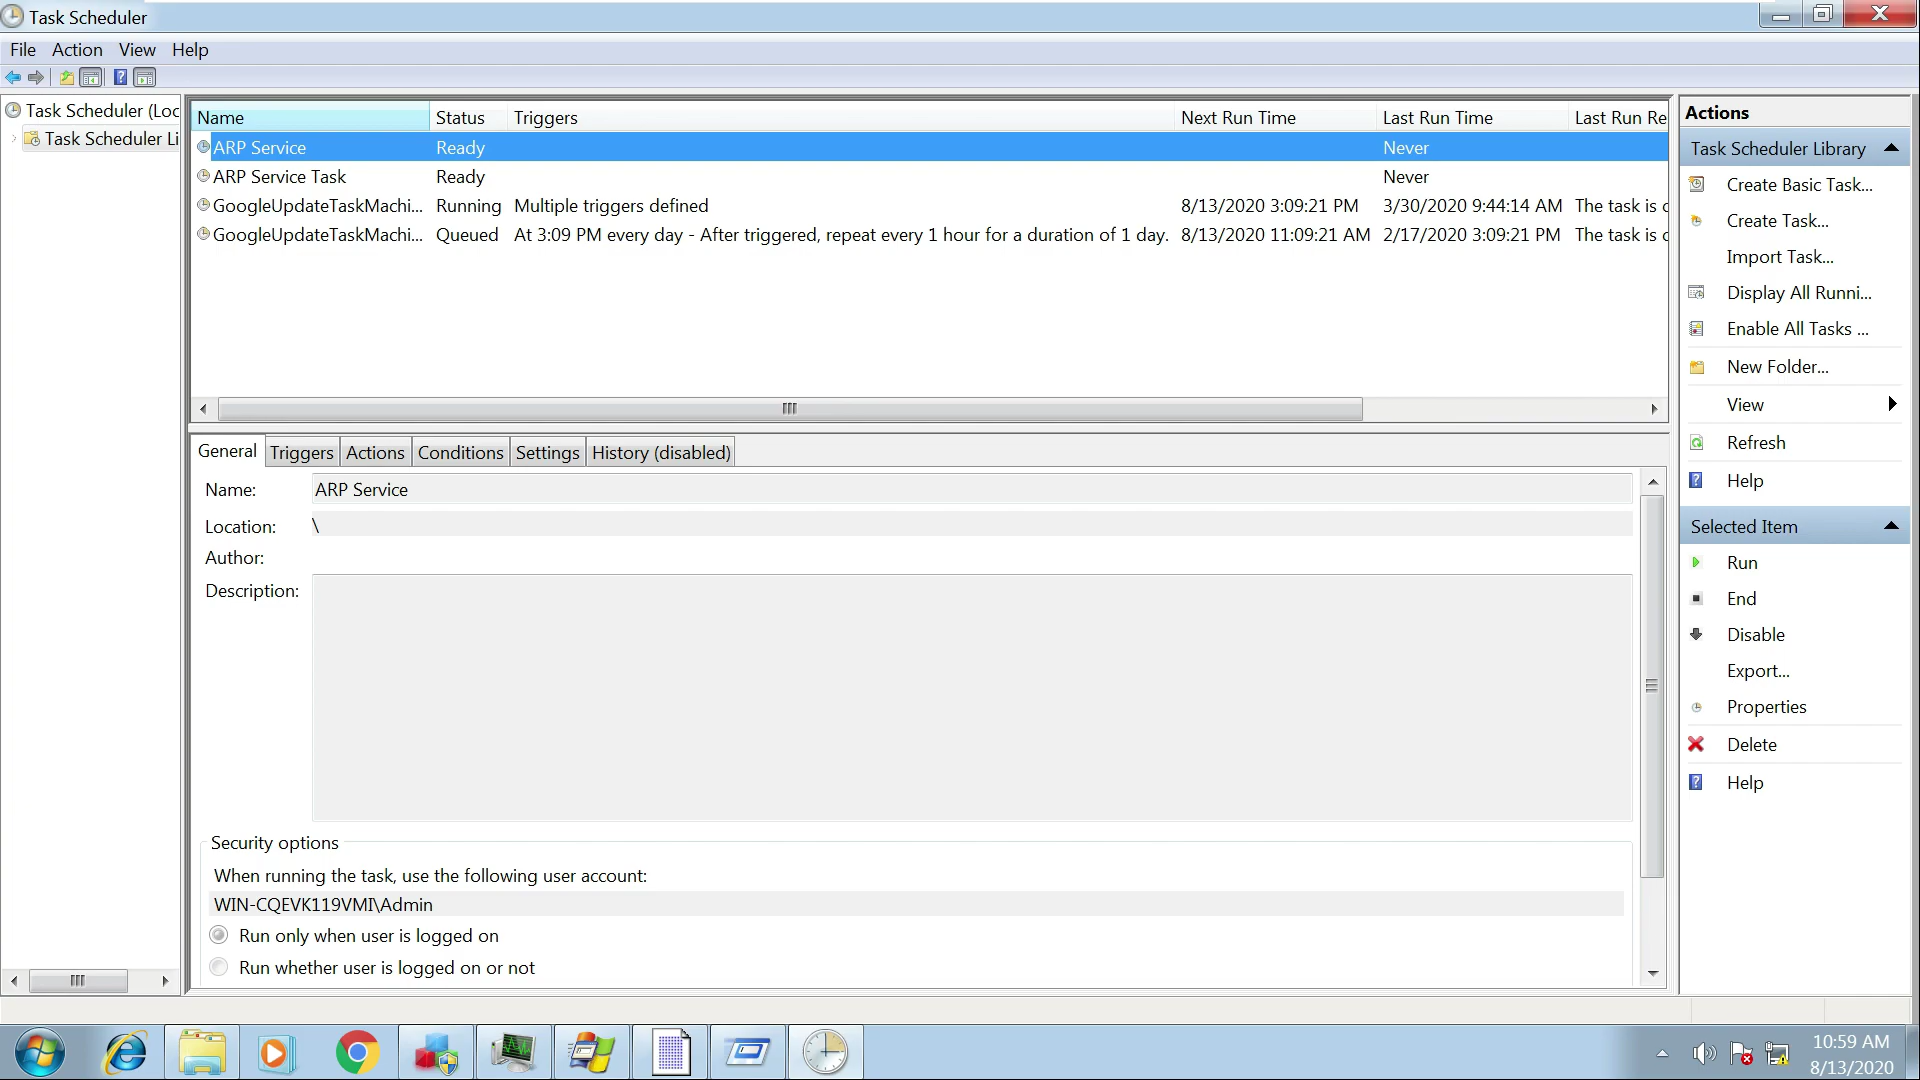 Task Scheduler
File Action View Help
Task Scheduler (Loc
Task Scheduler Li
Name Status Triggers Next Run Time Last Run Time Last Run Re
ARP Service Ready Never
ARP Service Task Ready Never
GoogleUpdateTaskMachi... Running Multiple triggers defined 8/13/2020 3:09:21 PM 3/30/2020 9:44:14 AM The task is c
GoogleUpdateTaskMachi... Queued At 3:09 PM every day - After triggered, repeat every 1 hour for a duration of 1 day. 8/13/2020 11:09:21 AM 2/17/2020 3:09:21 PM The task is c
General Triggers Actions Conditions Settings History (disabled)
Name: ARP Service
Location: \
Author:
Description:
Security options
When running the task, use the following user account:
WIN-CQEVK119VMI\Admin
Run only when user is logged on
Run whether user is logged on or not
Actions
Task Scheduler Library
Create Basic Task...
Create Task...
Import Task...
Display All Runni...
Enable All Tasks ...
New Folder...
View
Refresh
Help
Selected Item
Run
End
Disable
Export...
Properties
Delete
Help
10:59 AM
8/13/2020